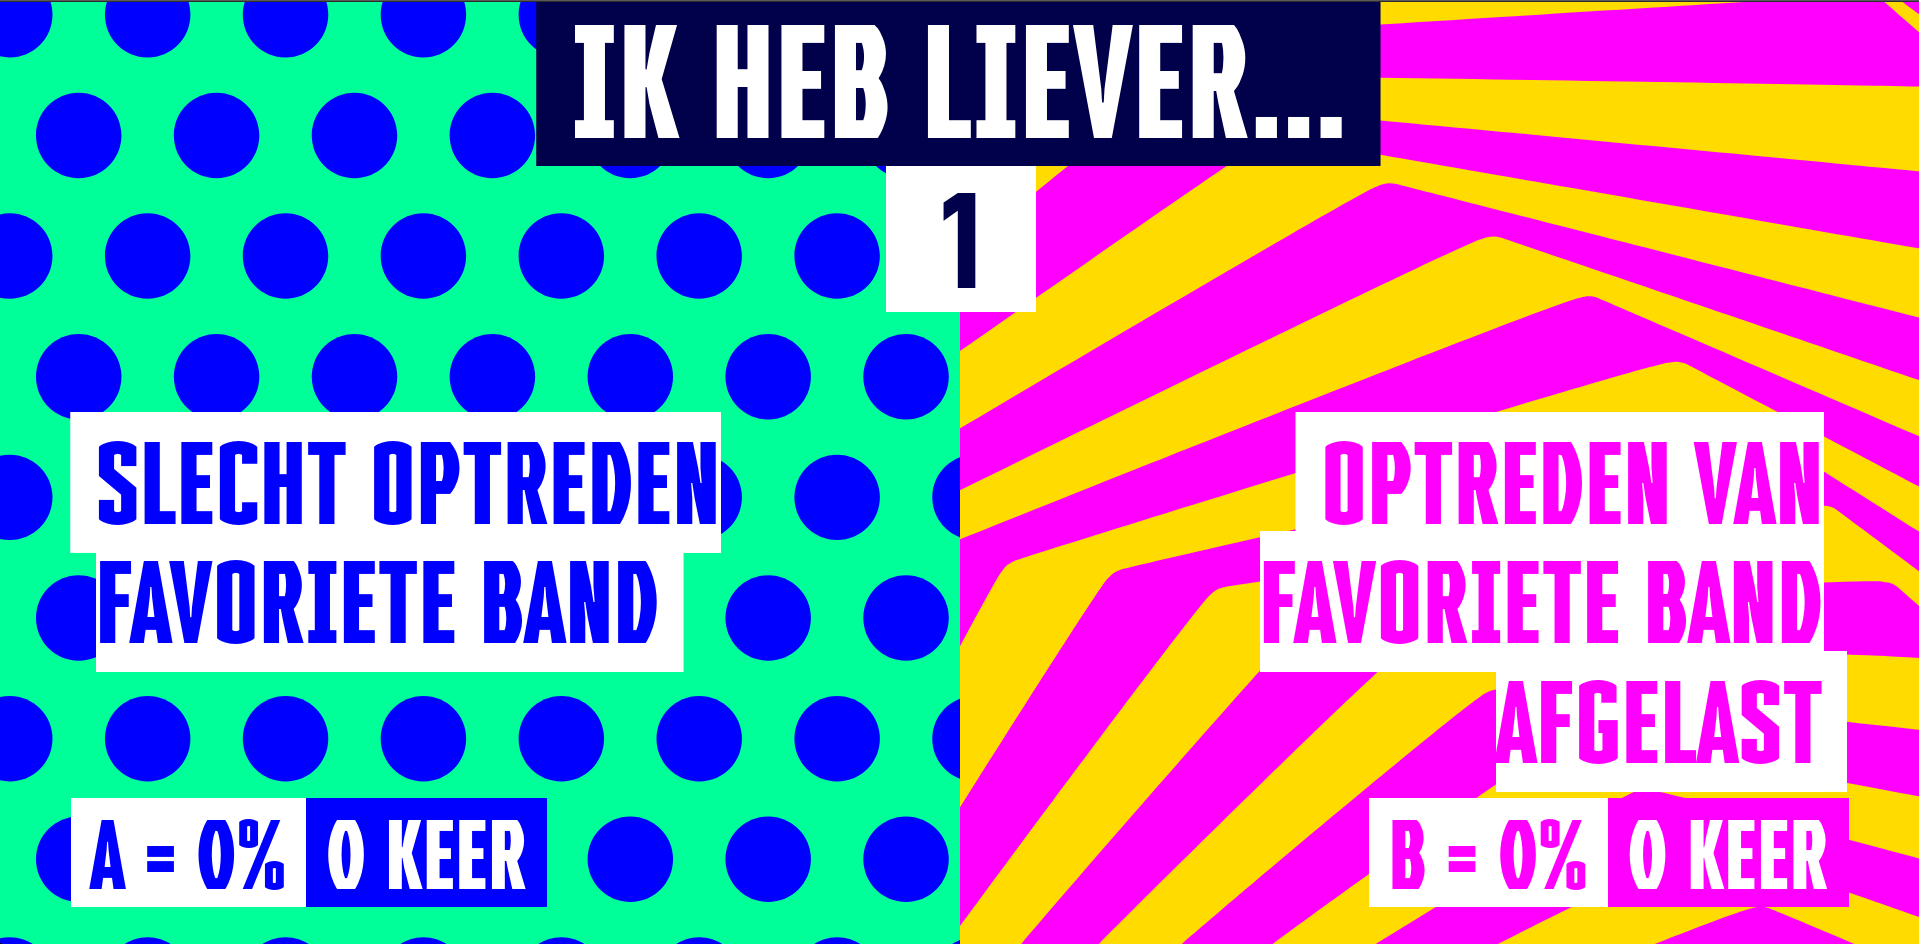 IK HEB LIEVER...
1
SLECHT OPTREDEN
FAVORIETE BAND
A = 0% 0 KEER
OPTREDEN VAN
FAVORIETE BAND
AFGELAST
B = 0% 0 KEER